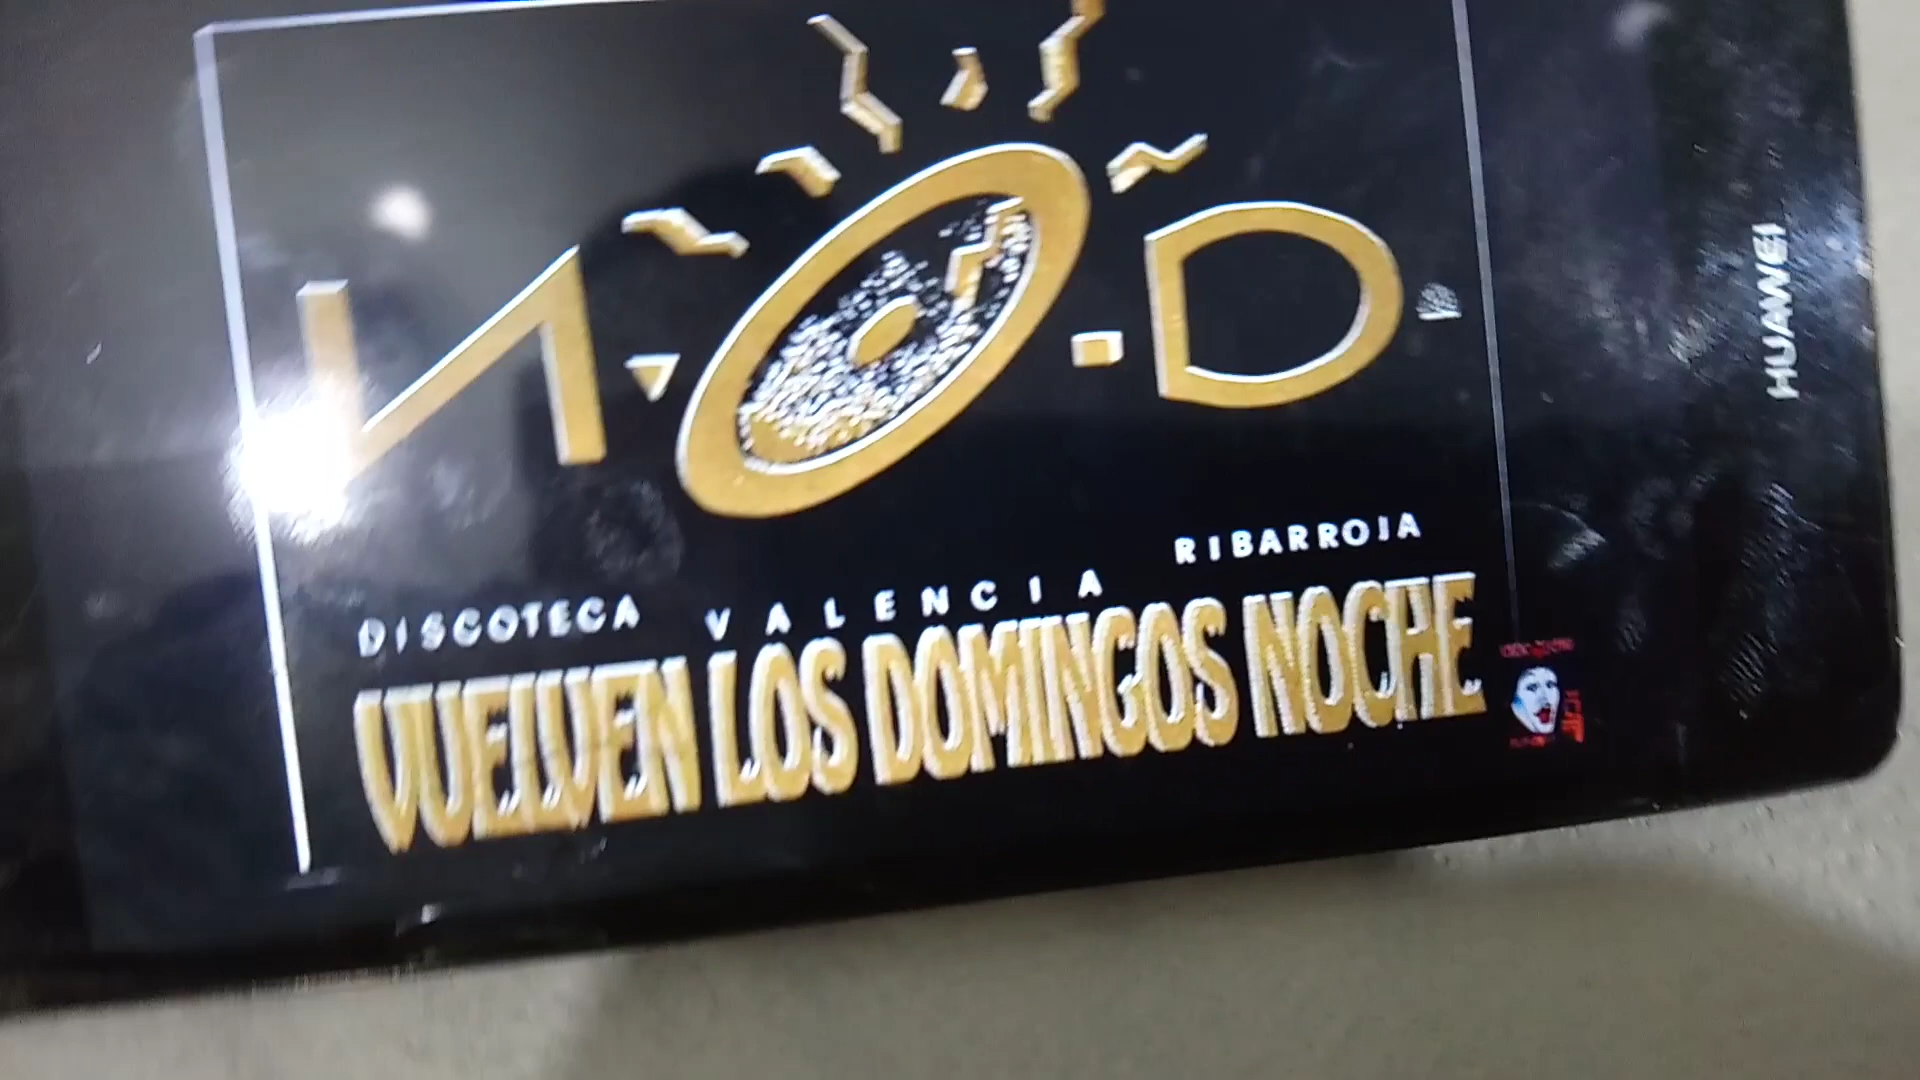 N.O.D
DISCOTECA VALENCIA RIBARROJA
VUELVEN LOS DOMINGOS NOCHE
HUAWEI